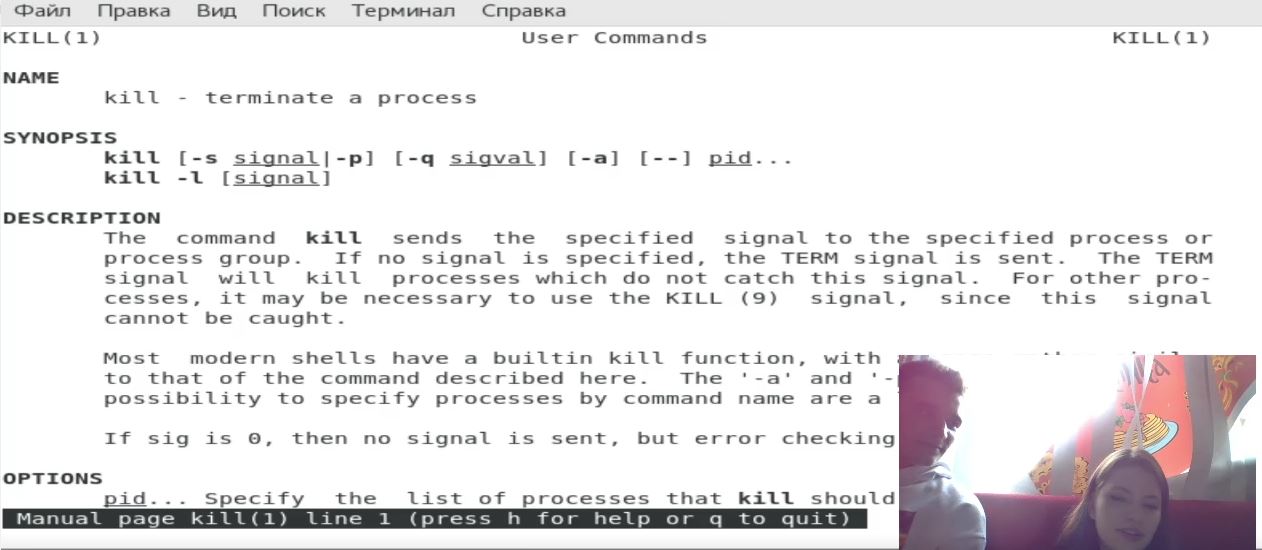 Файл Правка Вид Поиск Терминал Справка
KILL(1) User Commands KILL(1)
NAME
kill - terminate a process
SYNOPSIS
kill [-s signal|-p] [-q sigval] [-a] [--] pid...
kill -l [signal]
DESCRIPTION
The command kill sends the specified signal to the specified process or
process group. If no signal is specified, the TERM signal is sent. The TERM
signal will kill processes which do not catch this signal. For other pro-
cesses, it may be necessary to use the KILL (9) signal, since this signal
cannot be caught.
Most modern shells have a builtin kill function, with
to that of the command described here. The '-a' and
possibility to specify processes by command name are a
If sig is 0, then no signal is sent, but error checking
OPTIONS
pid... Specify the list of processes that kill should
Manual page kill(1) line 1 (press h for help or q to quit)